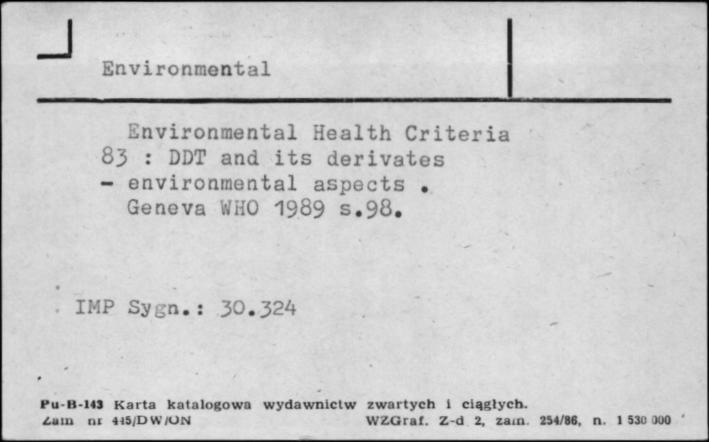 Environmental
Environmental Health Criteria
83 : DDT and its derivates
- environmental aspects .
Geneva WHO 1989 s.98.
IMP Sygn.: 30.324
Pu-B-143 Karta katalogowa wydawnictw zwartych i ciągłych.
Zam nr 445/DW/ON WZGraf. Z-d 2, zam. 254/86, n. 1 530 000